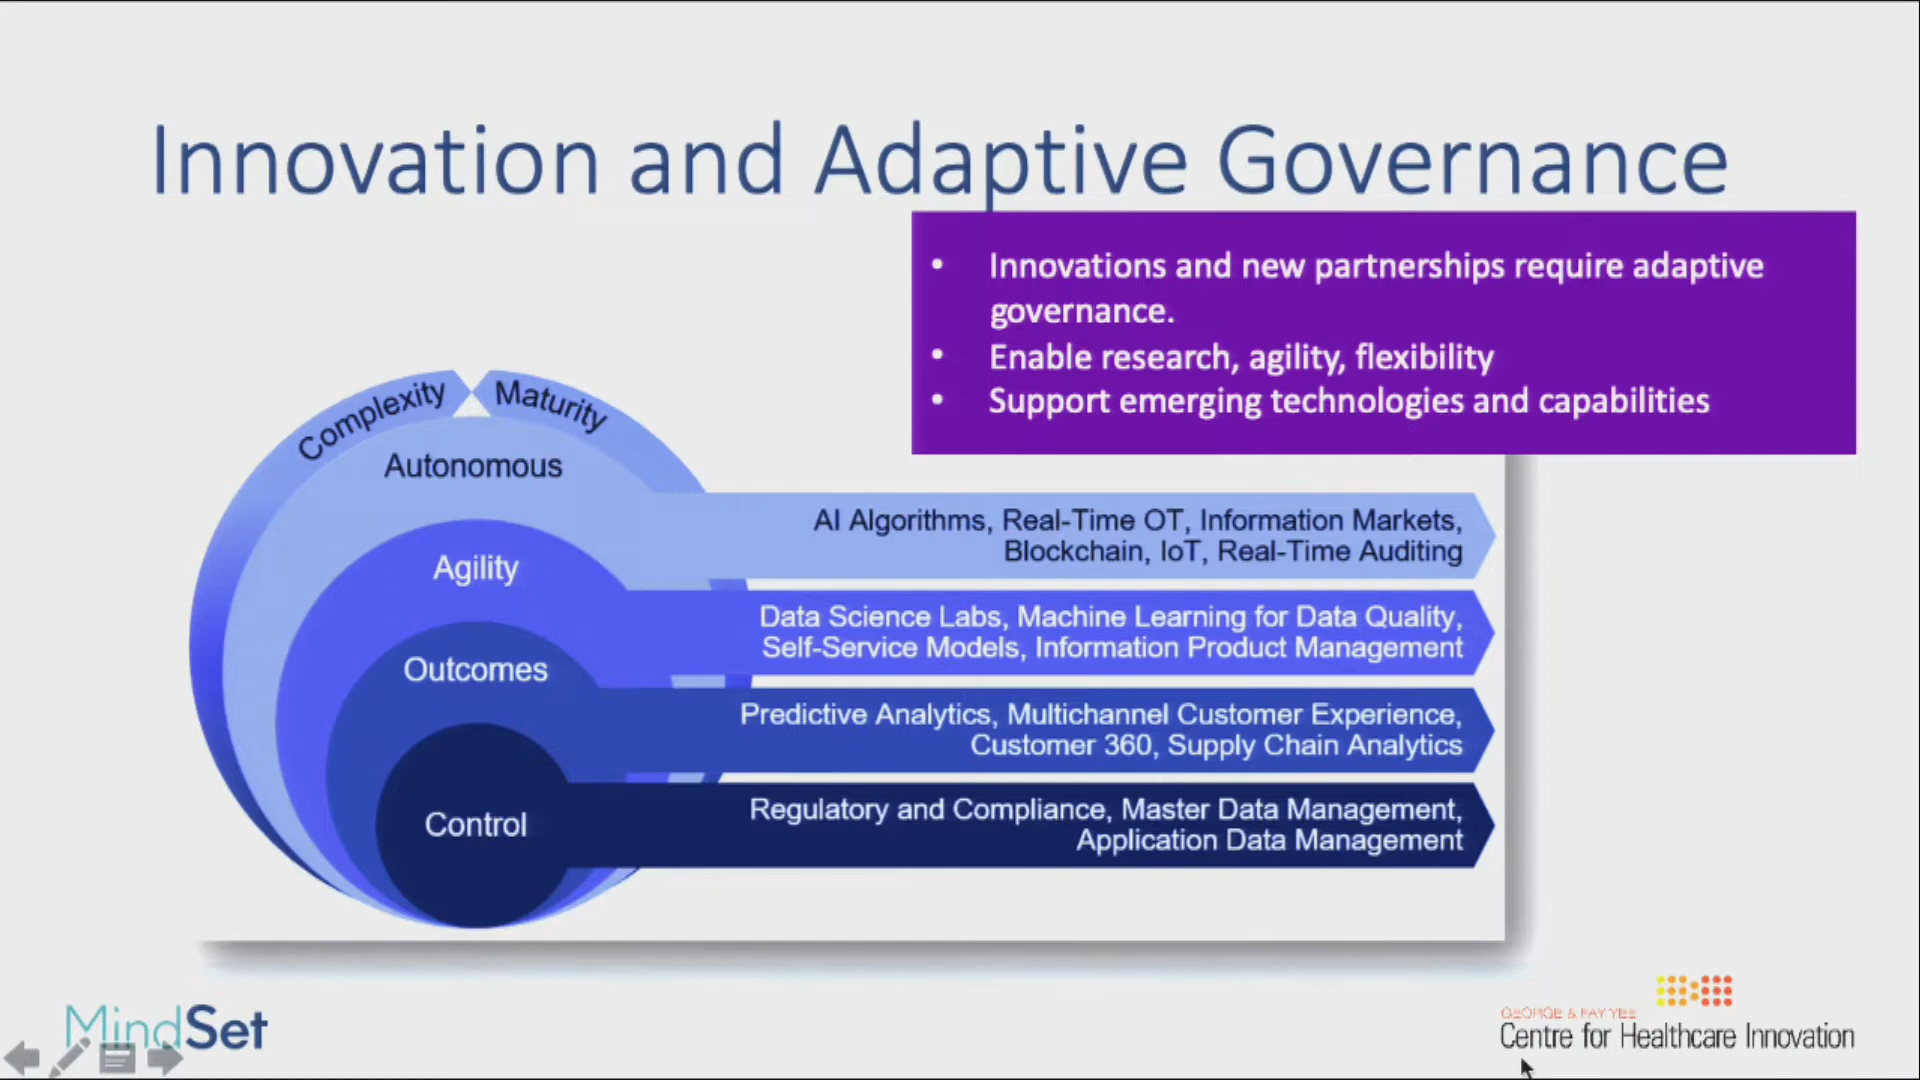 Innovation and Adaptive Governance
• Innovations and new partnerships require adaptive
governance.
• Enable research, agility, flexibility
• Support emerging technologies and capabilities
Complexity
Maturity
Autonomous
AI Algorithms, Real-Time OT, Information Markets,
Blockchain, IoT, Real-Time Auditing
Agility
Data Science Labs, Machine Learning for Data Quality,
Self-Service Models, Information Product Management
Outcomes
Predictive Analytics, Multichannel Customer Experience,
Customer 360, Supply Chain Analytics
Control
Regulatory and Compliance, Master Data Management,
Application Data Management
MindSet
GEORGE & FAY YEE
Centre for Healthcare Innovation